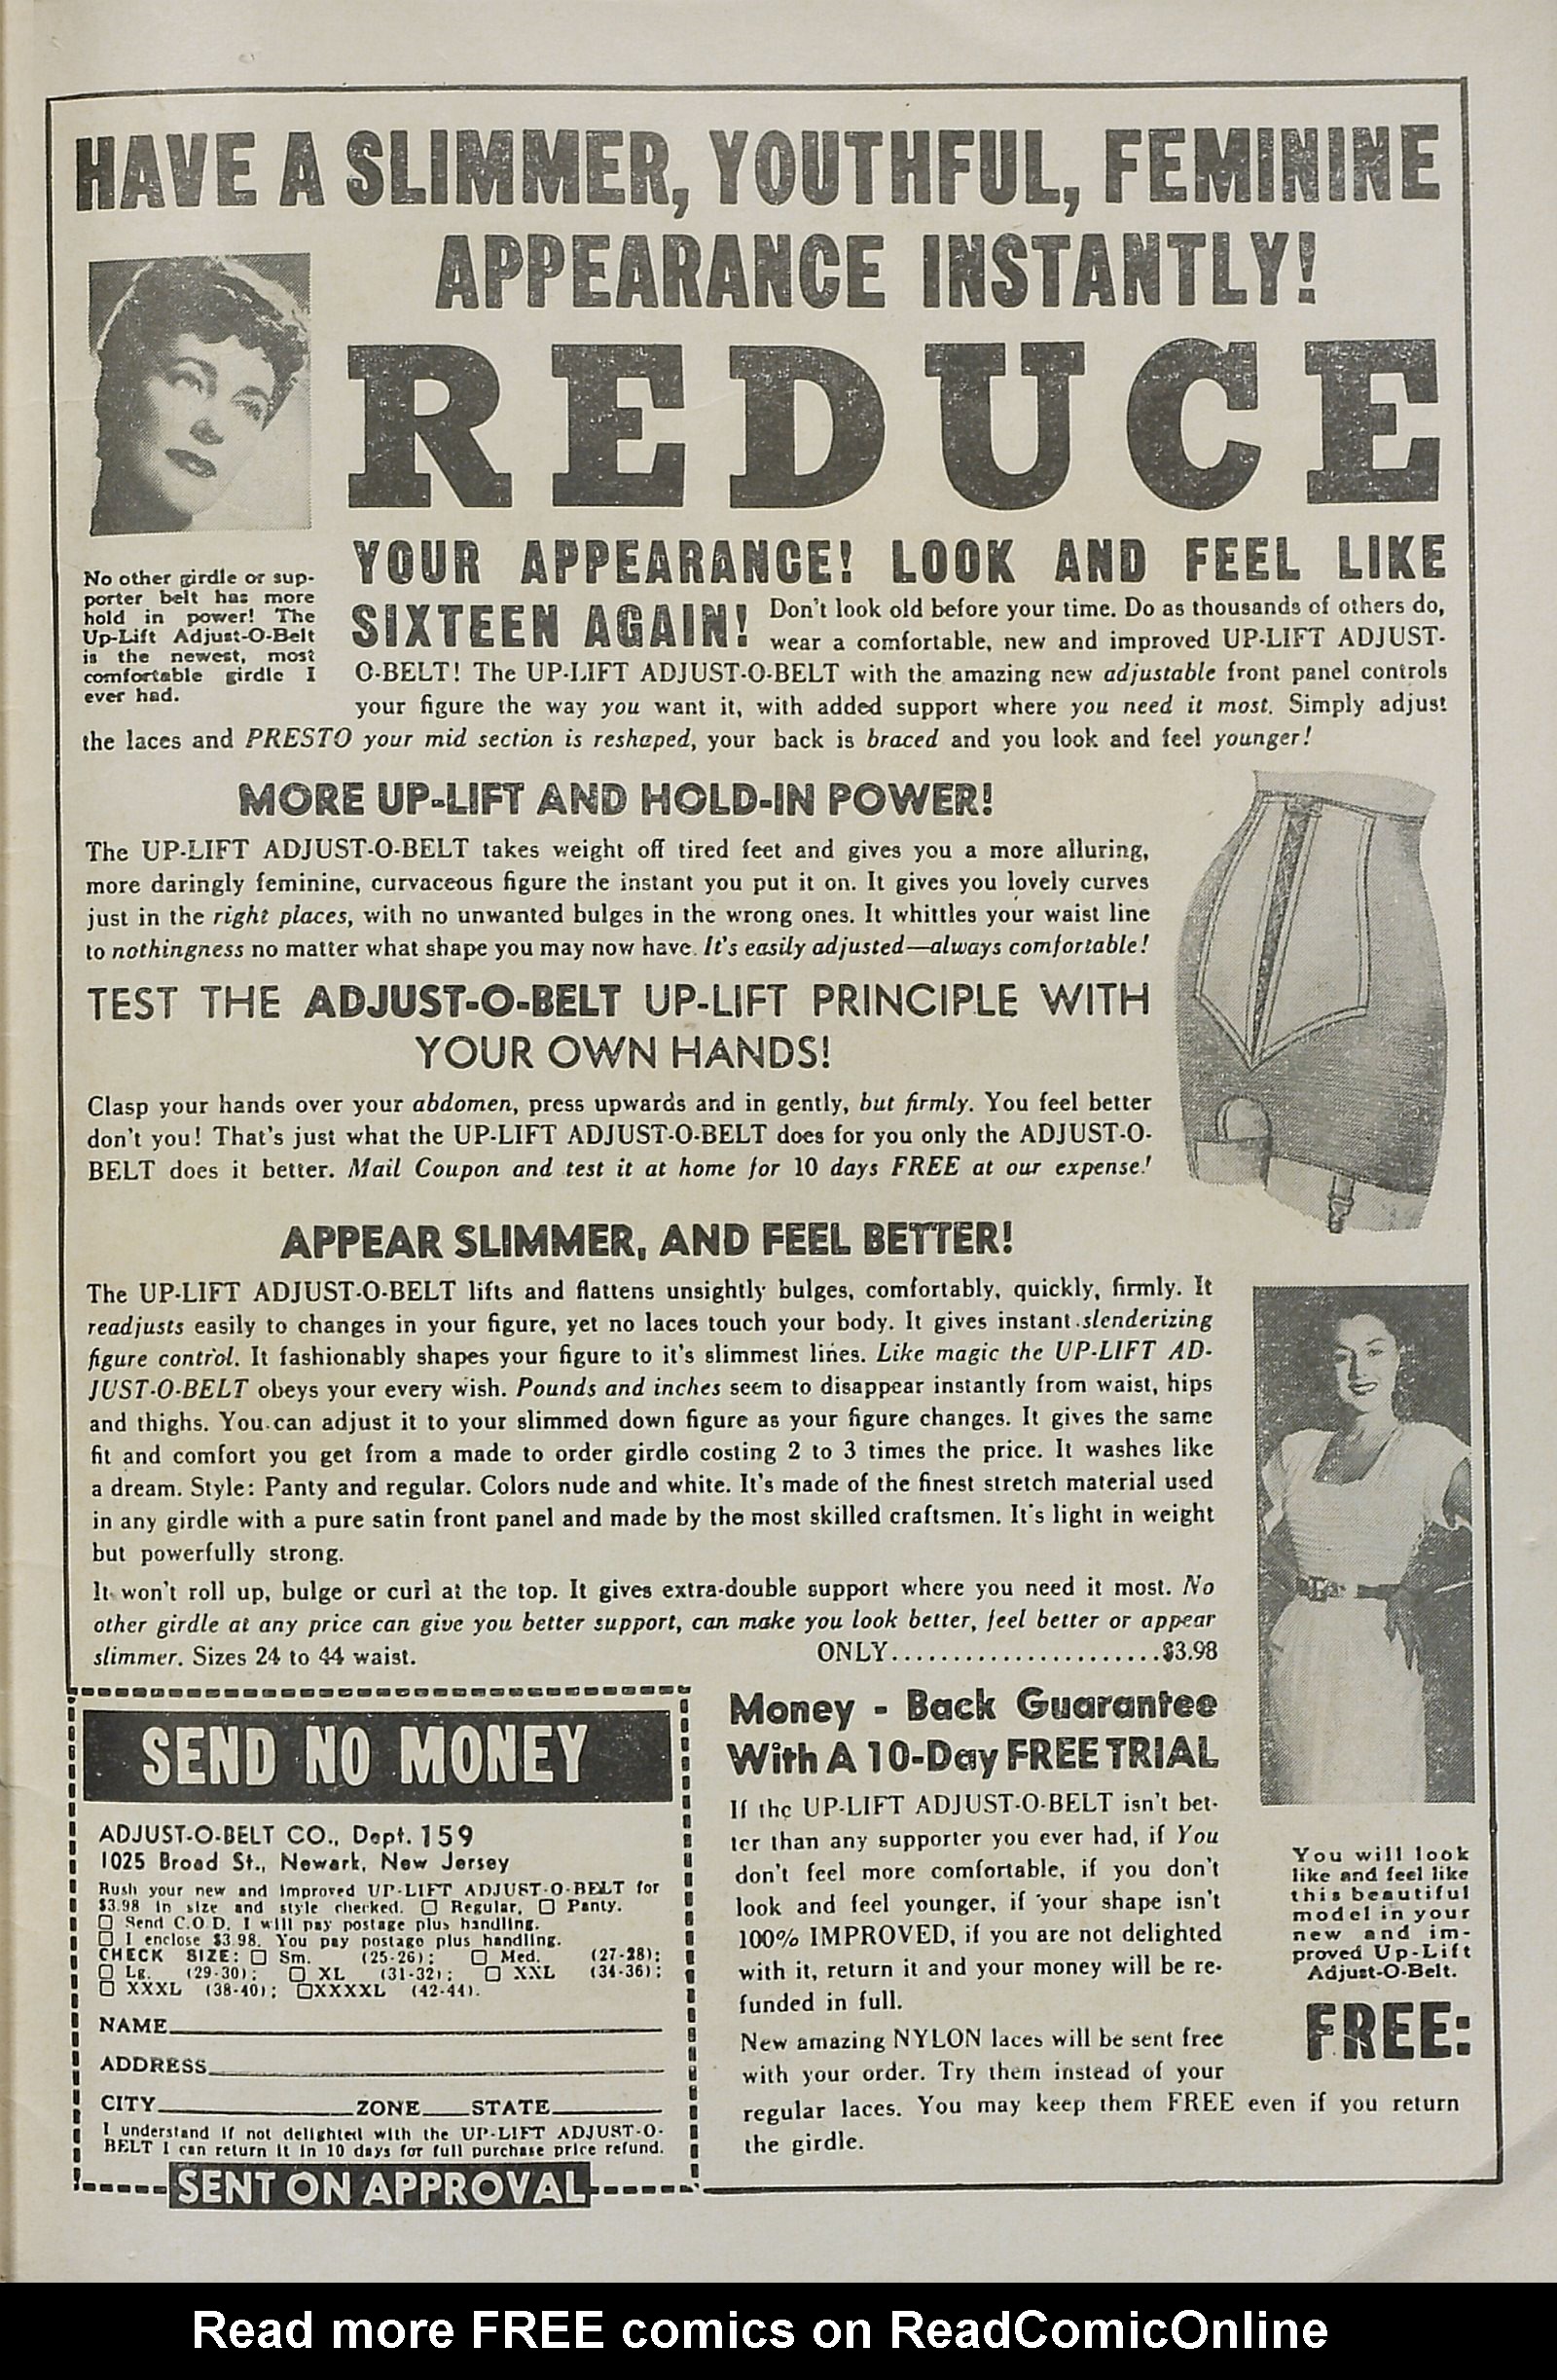 HAVE A SLIMMER, YOUTHFUL, FEMININE
APPEARANCE INSTANTLY!
REDUCE
YOUR APPEARANCE! LOOK AND FEEL LIKE
SIXTEEN AGAIN! Don't look old before your time. Do as thousands of others do,
wear a comfortable, new and improved UP-LIFT ADJUST-
O-BELT! The UP-LIFT ADJUST-O-BELT with the amazing new adjustable front panel controls
your figure the way you want it, with added support where you need it most. Simply adjust
the laces and PRESTO your mid section is reshaped, your back is braced and you look and feel younger!
No other girdle or sup-
porter belt has more
hold in power! The
Up-Lift Adjust-O-Belt
is the newest, most
comfortable girdle I
ever had.
MORE UP-LIFT AND HOLD-IN POWER!
The UP-LIFT ADJUST-O-BELT takes weight off tired feet and gives you a more alluring,
more daringly feminine, curvaceous figure the instant you put it on. It gives you lovely curves
just in the right places, with no unwanted bulges in the wrong ones. It whittles your waist line
to nothingness no matter what shape you may now have. It's easily adjusted—always comfortable!
TEST THE ADJUST-O-BELT UP-LIFT PRINCIPLE WITH
YOUR OWN HANDS!
Clasp your hands over your abdomen, press upwards and in gently, but firmly. You feel better
don't you! That's just what the UP-LIFT ADJUST-O-BELT does for you only the ADJUST-O-
BELT does it better. Mail Coupon and test it at home for 10 days FREE at our expense!
APPEAR SLIMMER, AND FEEL BETTER!
The UP-LIFT ADJUST-O-BELT lifts and flattens unsightly bulges, comfortably, quickly, firmly. It
readjusts easily to changes in your figure, yet no laces touch your body. It gives instant slenderizing
figure control. It fashionably shapes your figure to it's slimmest lines. Like magic the UP-LIFT AD-
JUST-O-BELT obeys your every wish. Pounds and inches seem to disappear instantly from waist, hips
and thighs. You can adjust it to your slimmed down figure as your figure changes. It gives the same
fit and comfort you get from a made to order girdle costing 2 to 3 times the price. It washes like
a dream. Style: Panty and regular. Colors nude and white. It's made of the finest stretch material used
in any girdle with a pure satin front panel and made by the most skilled craftsmen. It's light in weight
but powerfully strong.
It won't roll up, bulge or curl at the top. It gives extra-double support where you need it most. No
other girdle at any price can give you better support, can make you look better, feel better or appear
slimmer. Sizes 24 to 44 waist. ONLY......................$3.98
SEND NO MONEY
ADJUST-O-BELT CO., Dept. 159
1025 Broad St., Newark, New Jersey
Rush your new and improved UP-LIFT ADJUST-O-BELT for
$3.98 in size and style checked. ☐ Regular, ☐ Panty.
☐ Send C.O.D. I will pay postage plus handling.
☐ I enclose $3.98. You pay postage plus handling.
CHECK SIZE: ☐ Sm. (25-26); ☐ Med. (27-28);
☐ Lg. (29-30); ☐ XL (31-32); ☐ XXL (34-36);
☐ XXXL (38-40); ☐XXXXL (42-44).
NAME
ADDRESS
CITY ZONE STATE
I understand if not delighted with the UP-LIFT ADJUST-O-
BELT I can return it in 10 days for full purchase price refund.
SENT ON APPROVAL
Money - Back Guarantee
With A 10-Day FREE TRIAL
If the UP-LIFT ADJUST-O-BELT isn't bet-
ter than any supporter you ever had, if You
don't feel more comfortable, if you don't
look and feel younger, if your shape isn't
100% IMPROVED, if you are not delighted
with it, return it and your money will be re-
funded in full.
You will look
like and feel like
this beautiful
model in your
new and im-
proved Up-Lift
Adjust-O-Belt.
FREE:
New amazing NYLON laces will be sent free
with your order. Try them instead of your
regular laces. You may keep them FREE even if you return
the girdle.
Read more FREE comics on ReadComicOnline